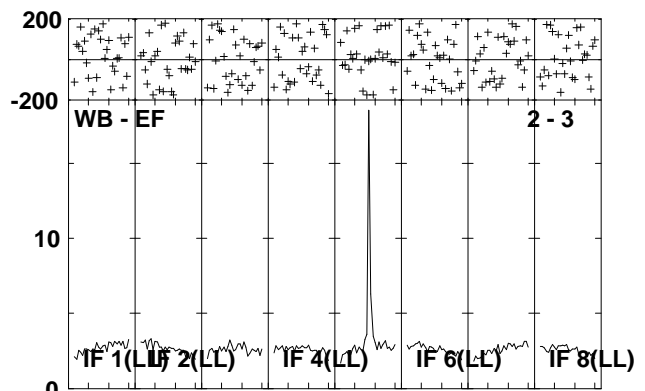 200
-200
WB - EF 2 - 3
10
IF 1(LL) IF 2(LL) IF 4(LL) IF 6(LL) IF 8(LL)
0